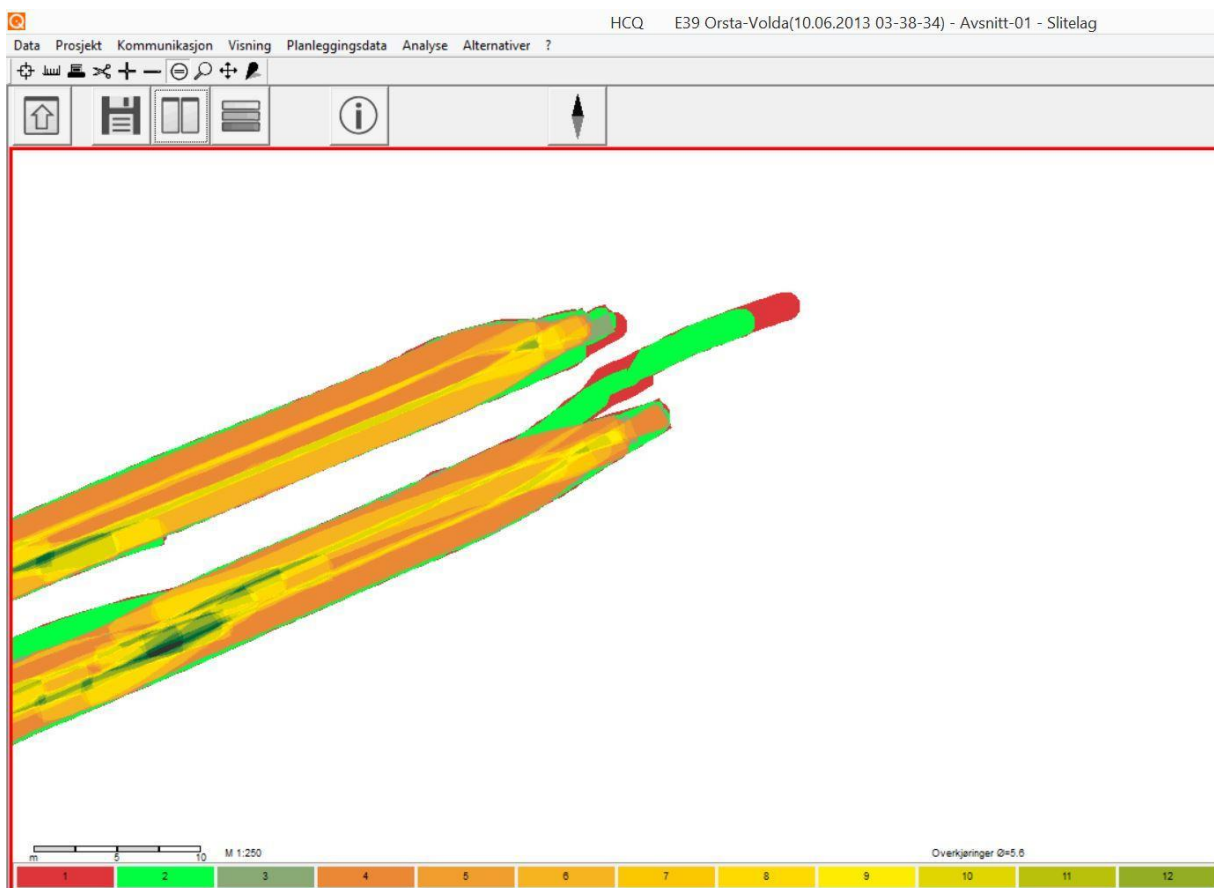 HCQ E39 Orsta-Volda(10.06.2013 03-38-34) - Avsnitt-01 - Slitelag
Data Prosjekt Kommunikasjon Visning Planleggingsdata Analyse Alternativer ?
m 5 10 M 1:250 Overkjøringer Ø=5.6
1 2 3 4 5 6 7 8 9 10 11 12